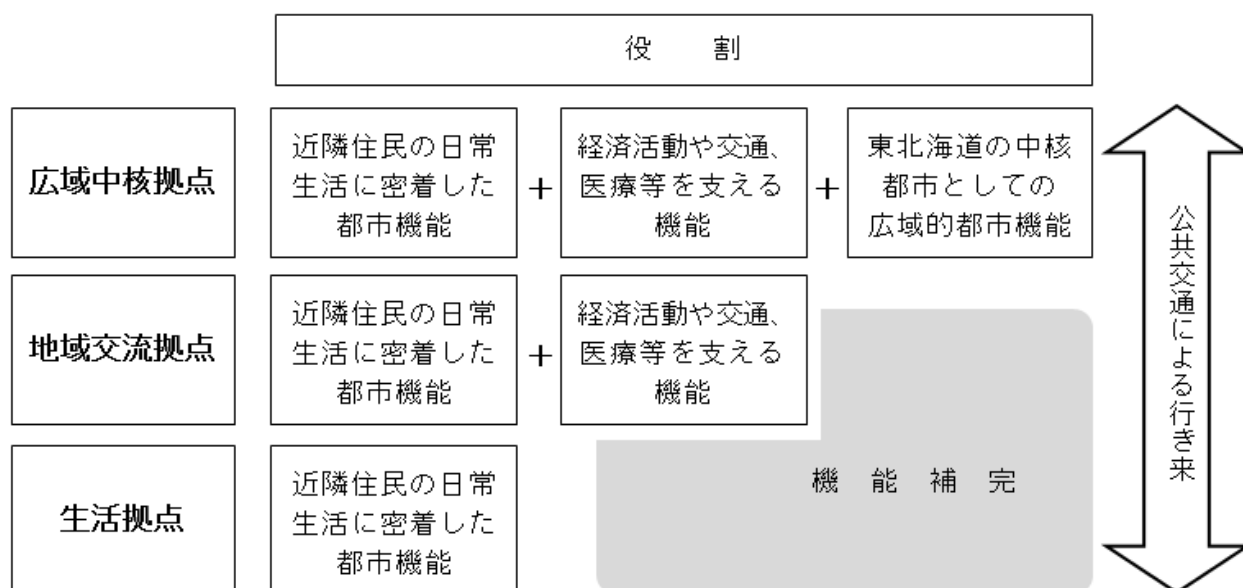 役　割
広域中核拠点
近隣住民の日常
生活に密着した
都市機能
+
経済活動や交通、
医療等を支える
機能
+
東北海道の中核
都市としての
広域的都市機能
地域交流拠点
近隣住民の日常
生活に密着した
都市機能
+
経済活動や交通、
医療等を支える
機能
生活拠点
近隣住民の日常
生活に密着した
都市機能
機能補完
公共交通による行き来